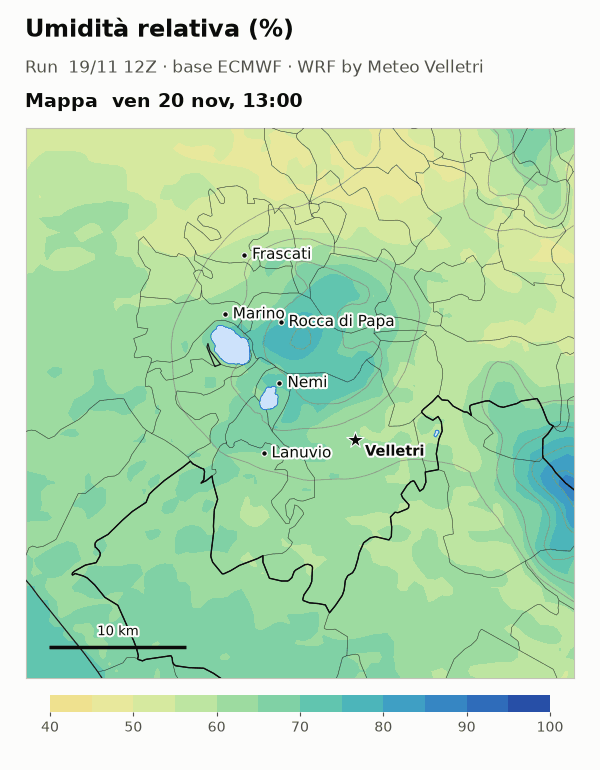 Umidità relativa (%)
Run  19/11 12Z · base ECMWF · WRF by Meteo Velletri
Mappa  ven 20 nov, 13:00
Frascati
Marino
Rocca di Papa
Nemi
Velletri
Lanuvio
10 km
40 50 60 70 80 90 100